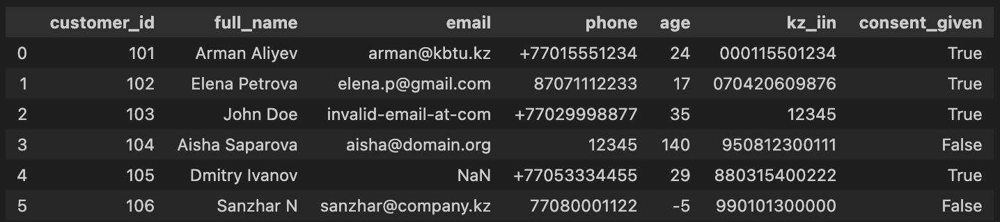 customer_id full_name email phone age kz_iin consent_given
0 101 Arman Aliyev arman@kbtu.kz +77015551234 24 000115501234 True
1 102 Elena Petrova elena.p@gmail.com 87071112233 17 070420609876 True
2 103 John Doe invalid-email-at-com +77029998877 35 12345 True
3 104 Aisha Saparova aisha@domain.org 12345 140 950812300111 False
4 105 Dmitry Ivanov NaN +77053334455 29 880315400222 True
5 106 Sanzhar N sanzhar@company.kz 77080001122 -5 990101300000 False